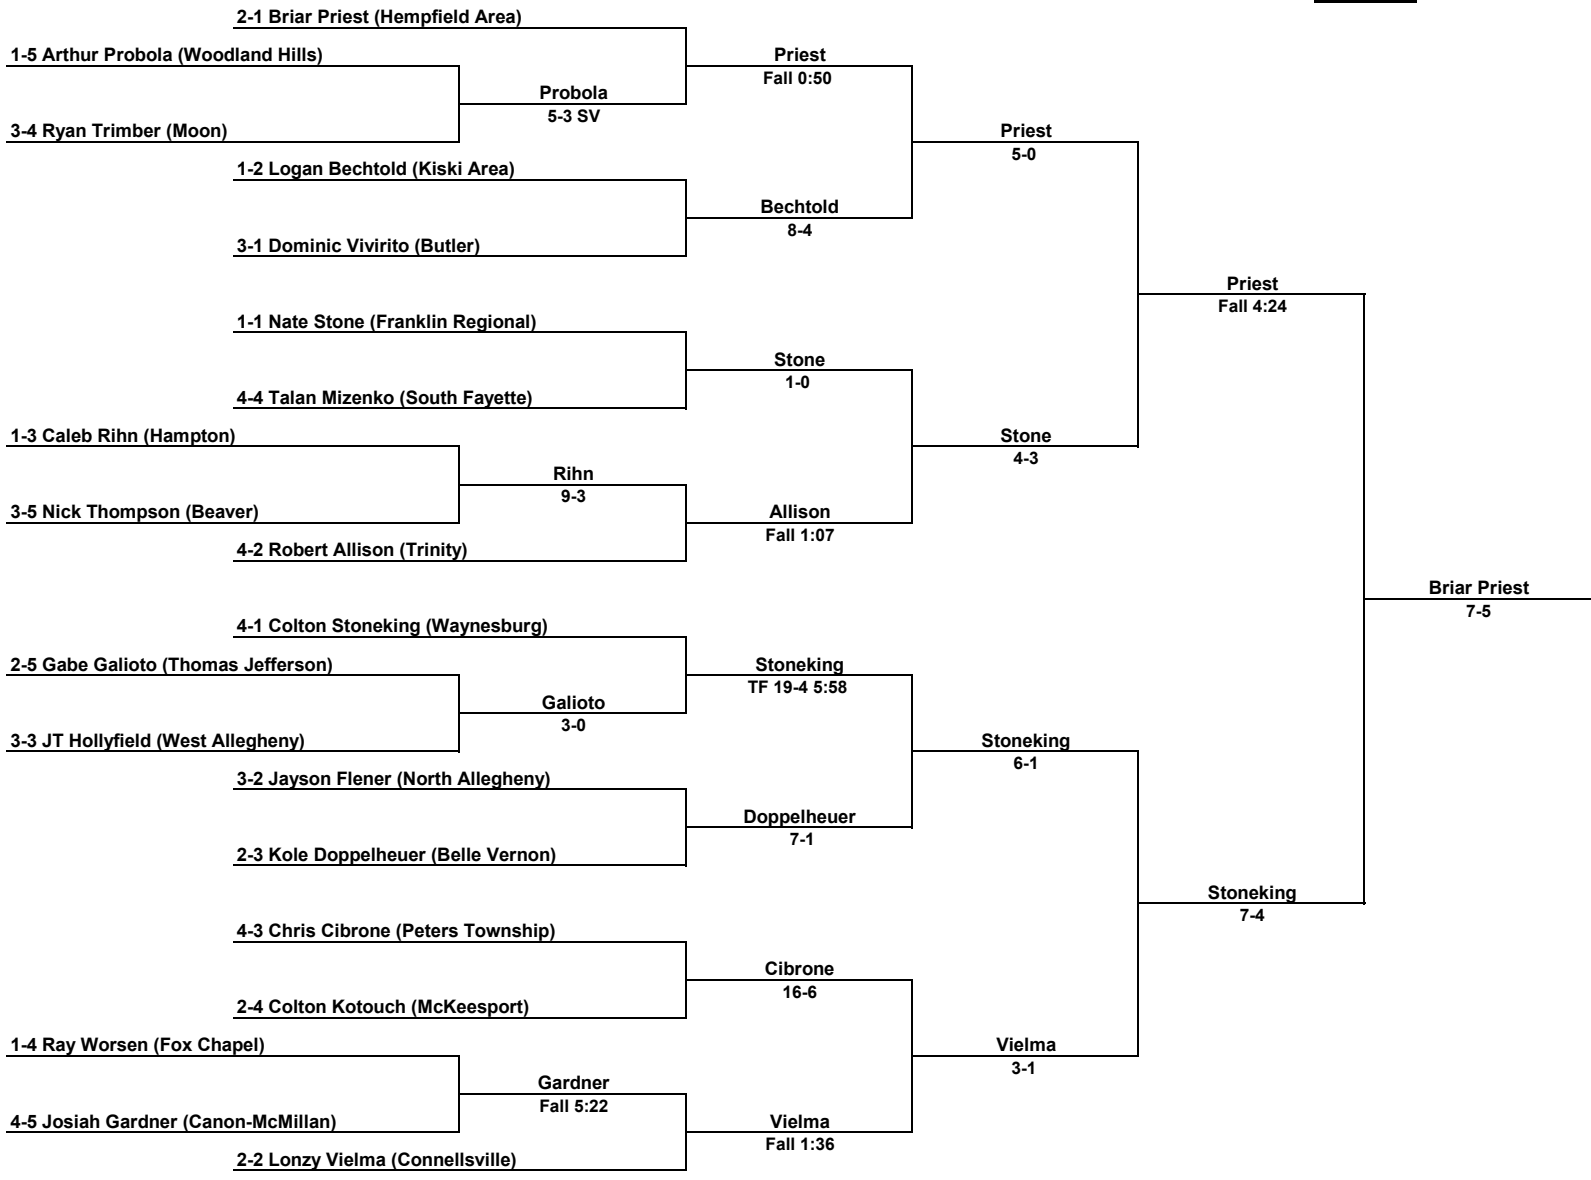 2-1 Briar Priest (Hempfield Area)
1-5 Arthur Probola (Woodland Hills)
Priest
Fall 0:50
Probola
5-3 SV
3-4 Ryan Trimber (Moon)
Priest
5-0
1-2 Logan Bechtold (Kiski Area)
Bechtold
8-4
3-1 Dominic Vivirito (Butler)
Priest
Fall 4:24
1-1 Nate Stone (Franklin Regional)
Stone
1-0
4-4 Talan Mizenko (South Fayette)
1-3 Caleb Rihn (Hampton)
Stone
4-3
Rihn
9-3
3-5 Nick Thompson (Beaver)
Allison
Fall 1:07
4-2 Robert Allison (Trinity)
Briar Priest
7-5
4-1 Colton Stoneking (Waynesburg)
2-5 Gabe Galioto (Thomas Jefferson)
Stoneking
TF 19-4 5:58
Galioto
3-0
3-3 JT Hollyfield (West Allegheny)
Stoneking
6-1
3-2 Jayson Flener (North Allegheny)
Doppelheuer
7-1
2-3 Kole Doppelheuer (Belle Vernon)
Stoneking
7-4
4-3 Chris Cibrone (Peters Township)
Cibrone
16-6
2-4 Colton Kotouch (McKeesport)
1-4 Ray Worsen (Fox Chapel)
Vielma
3-1
Gardner
Fall 5:22
4-5 Josiah Gardner (Canon-McMillan)
Vielma
Fall 1:36
2-2 Lonzy Vielma (Connellsville)